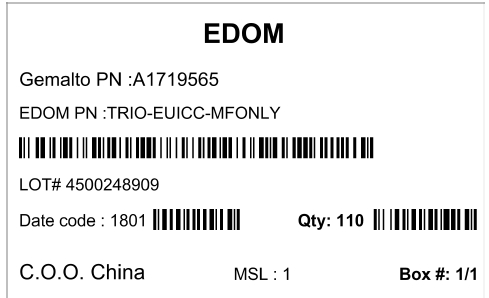 EDOM
Gemalto PN :A1719565
EDOM PN :TRIO-EUICC-MFONLY
LOT# 4500248909
Date code : 1801 Qty: 110
C.O.O. China MSL : 1 Box #: 1/1